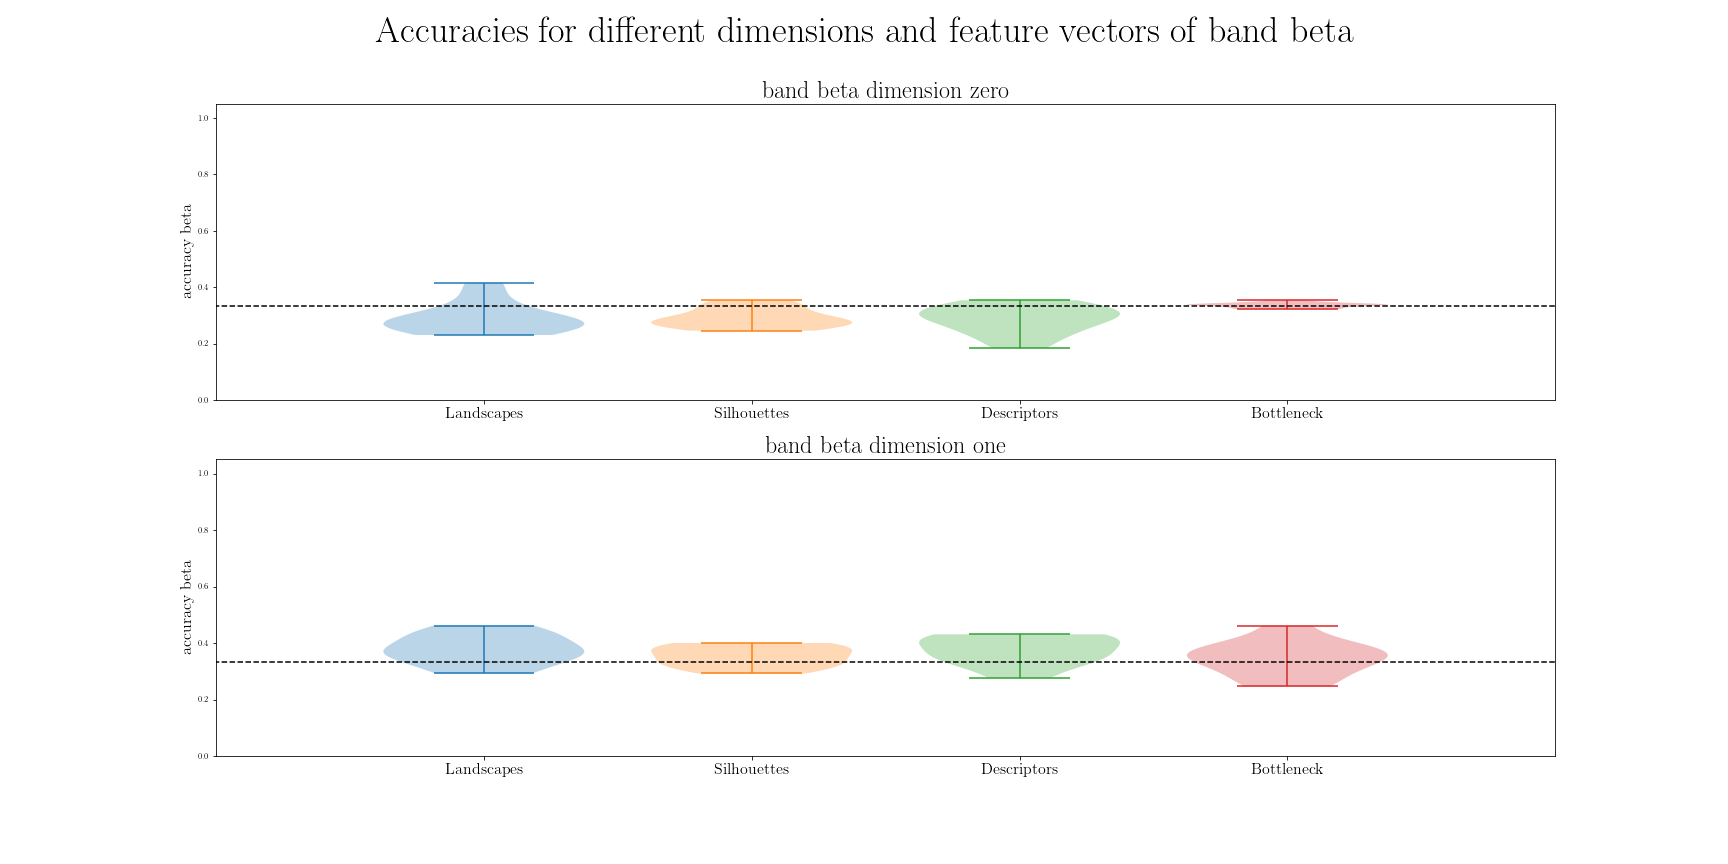 Accuracies for different dimensions and feature vectors of band beta
band beta dimension zero
accuracy beta
1.0
0.8
0.6
0.4
0.2
0.0
Landscapes Silhouettes Descriptors Bottleneck
band beta dimension one
accuracy beta
1.0
0.8
0.6
0.4
0.2
0.0
Landscapes Silhouettes Descriptors Bottleneck